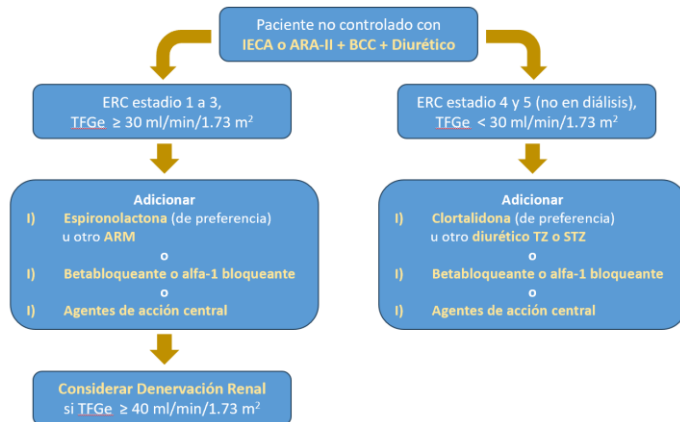 Paciente no controlado con
IECA o ARA-II + BCC + Diurético
ERC estadio 1 a 3,
TFGe ≥ 30 ml/min/1.73 m²
ERC estadio 4 y 5 (no en diálisis),
TFGe < 30 ml/min/1.73 m²
Adicionar
I) Espironolactona (de preferencia)
u otro ARM
o
I) Betabloqueante o alfa-1 bloqueante
o
I) Agentes de acción central
Adicionar
I) Clortalidona (de preferencia)
u otro diurético TZ o STZ
o
I) Betabloqueante o alfa-1 bloqueante
o
I) Agentes de acción central
Considerar Denervación Renal
si TFGe ≥ 40 ml/min/1.73 m²